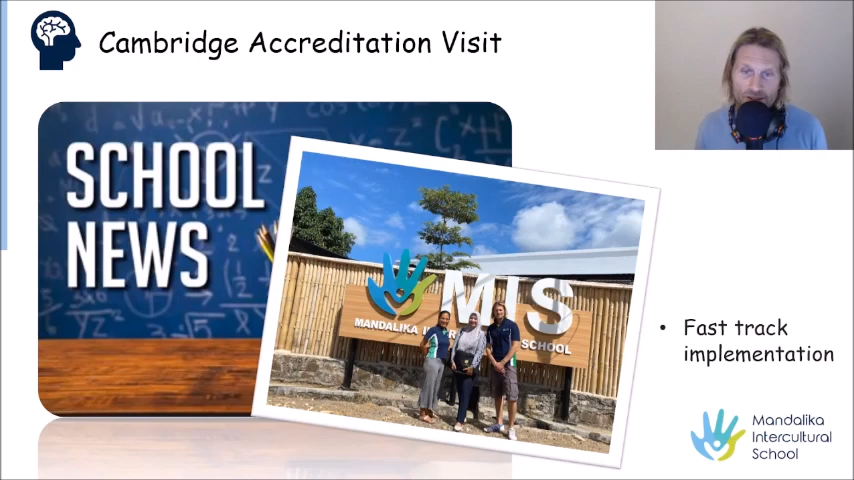 Cambridge Accreditation Visit
SCHOOL
NEWS
MIS
MANDALIKA
SCHOOL
• Fast track
implementation
Mandalika
Intercultural
School